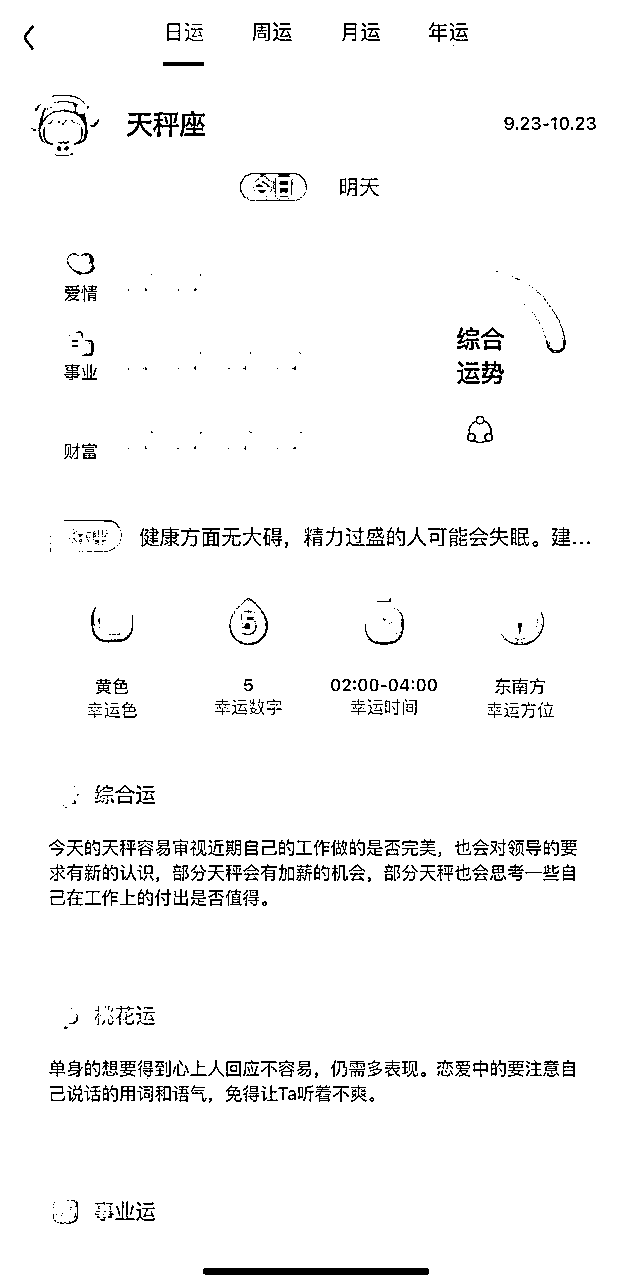 日运 周运 月运 年运
天秤座 9.23-10.23
今日 明天
爱情
事业
综合
运势
财富
健康方面无大碍，精力过盛的人可能会失眠。建...
5
黄色 5 02:00-04:00 东南方
幸运色 幸运数字 幸运时间 幸运方位
综合运
今天的天秤容易审视近期自己的工作做的是否完美，也会对领导的要
求有新的认识，部分天秤会有加薪的机会，部分天秤也会思考一些自
己在工作上的付出是否值得。
桃花运
单身的想要得到心上人回应不容易，仍需多表现。恋爱中的要注意自
己说话的用词和语气，免得让Ta听着不爽。
事业运